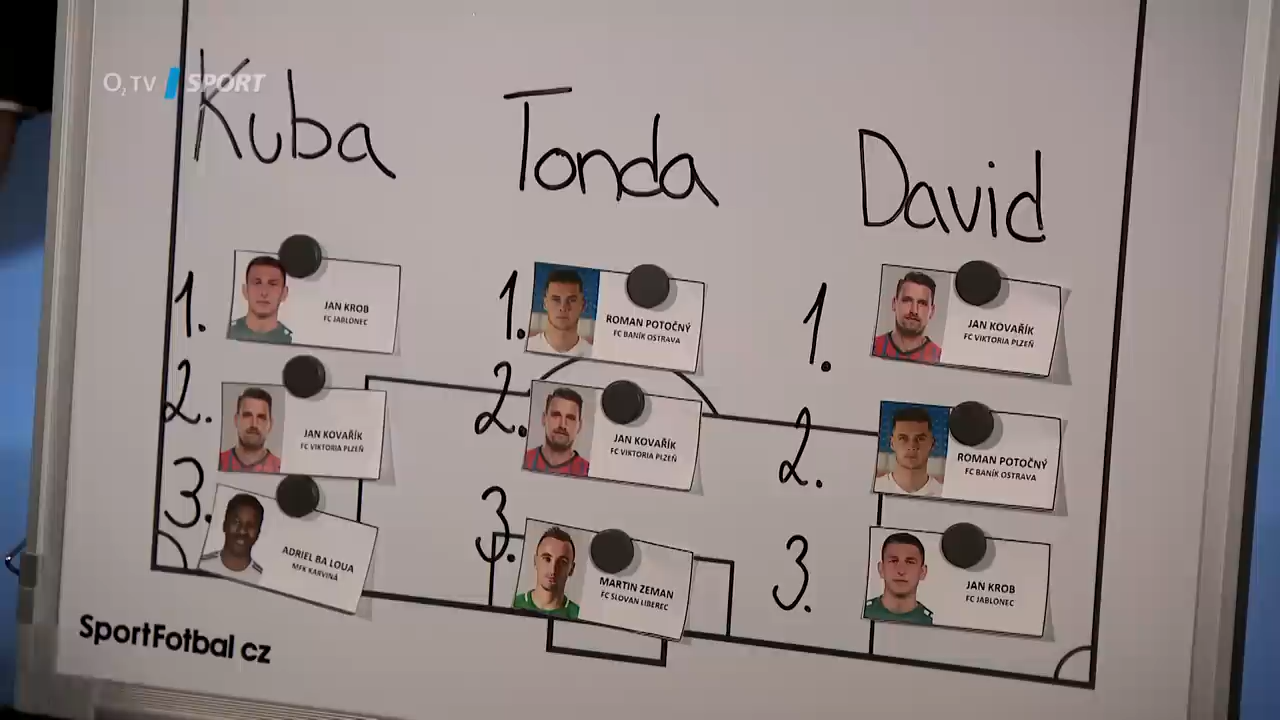 O2 TV SPORT
Kuba
Tonda
David
1.
JAN KROB
FC JABLONEC
2.
JAN KOVAŘÍK
FC VIKTORIA PLZEŇ
3.
ADRIEL BA LOUA
MFK KARVINÁ
1.
ROMAN POTOČNÝ
FC BANÍK OSTRAVA
2.
JAN KOVAŘÍK
FC VIKTORIA PLZEŇ
3.
MARTIN ZEMAN
FC SLOVAN LIBEREC
1.
JAN KOVAŘÍK
FC VIKTORIA PLZEŇ
2.
ROMAN POTOČNÝ
FC BANÍK OSTRAVA
3.
JAN KROB
FC JABLONEC
SportFotbal cz